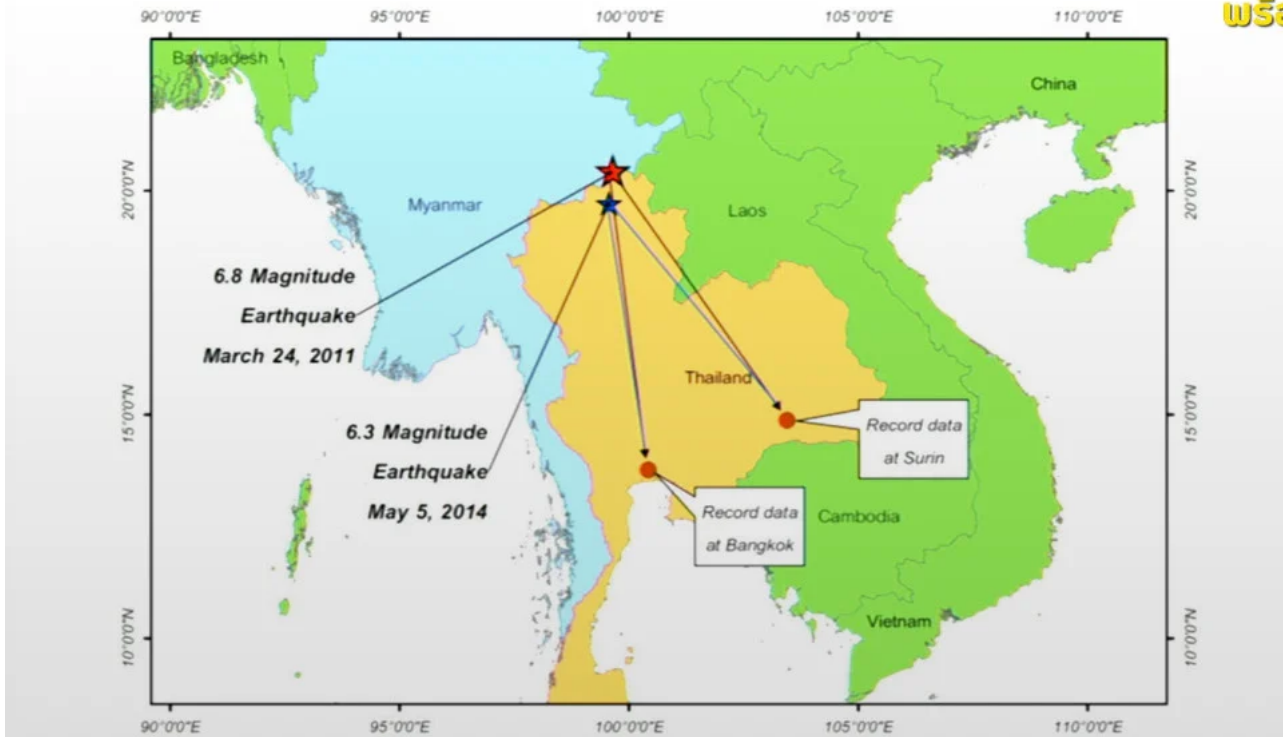 90°0'0"E 95°0'0"E 100°0'0"E 105°0'0"E 110°0'0"E
Bangladesh
China
20°0'0"N
20°0'0"N
Myanmar
Laos
6.8 Magnitude
Earthquake
March 24, 2011
Thailand
15°0'0"N
15°0'0"N
Record data
at Surin
6.3 Magnitude
Earthquake
May 5, 2014
Record data
at Bangkok
Cambodia
Vietnam
10°0'0"N
10°0'0"N
90°0'0"E 95°0'0"E 100°0'0"E 105°0'0"E 110°0'0"E